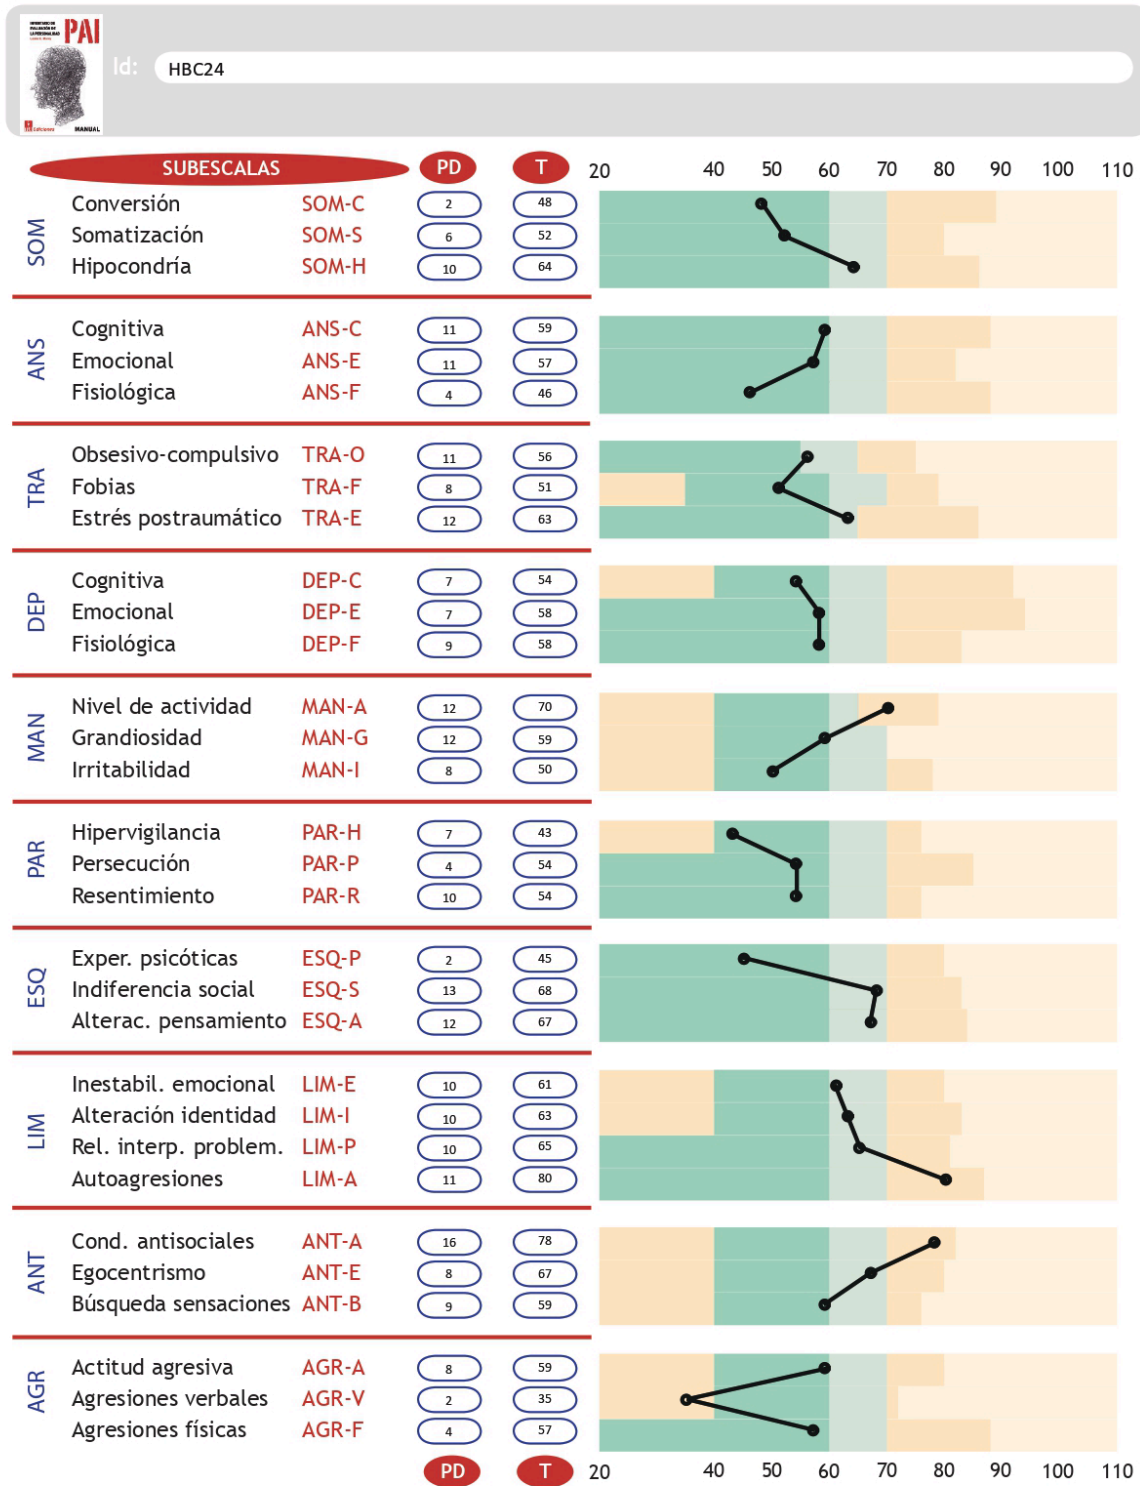 INVENTARIO DE
EVALUACIÓN DE
LA PERSONALIDAD
PAI
Ediciones
MANUAL
Id: HBC24
SUBESCALAS PD T 20 40 50 60 70 80 90 100 110
SOM
Conversión SOM-C 2 48
Somatización SOM-S 6 52
Hipocondría SOM-H 10 64
ANS
Cognitiva ANS-C 11 59
Emocional ANS-E 11 57
Fisiológica ANS-F 4 46
TRA
Obsesivo-compulsivo TRA-O 11 56
Fobias TRA-F 8 51
Estrés postraumático TRA-E 12 63
DEP
Cognitiva DEP-C 7 54
Emocional DEP-E 7 58
Fisiológica DEP-F 9 58
MAN
Nivel de actividad MAN-A 12 70
Grandiosidad MAN-G 12 59
Irritabilidad MAN-I 8 50
PAR
Hipervigilancia PAR-H 7 43
Persecución PAR-P 4 54
Resentimiento PAR-R 10 54
ESQ
Exper. psicóticas ESQ-P 2 45
Indiferencia social ESQ-S 13 68
Alterac. pensamiento ESQ-A 12 67
LIM
Inestabil. emocional LIM-E 10 61
Alteración identidad LIM-I 10 63
Rel. interp. problem. LIM-P 10 65
Autoagresiones LIM-A 11 80
ANT
Cond. antisociales ANT-A 16 78
Egocentrismo ANT-E 8 67
Búsqueda sensaciones ANT-B 9 59
AGR
Actitud agresiva AGR-A 8 59
Agresiones verbales AGR-V 2 35
Agresiones físicas AGR-F 4 57
PD T 20 40 50 60 70 80 90 100 110